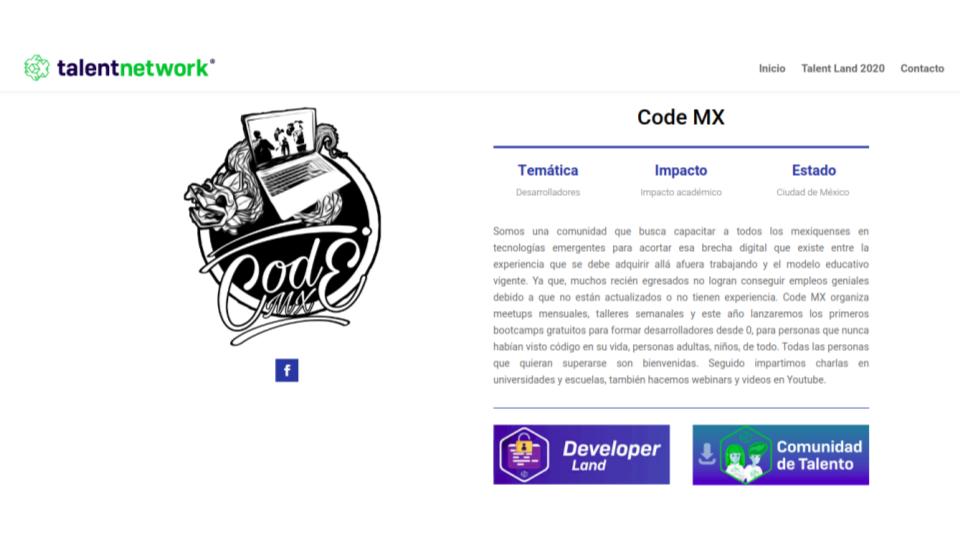 talentnetwork®
Inicio Talent Land 2020 Contacto
Code MX
Temática Impacto Estado
Desarrolladores Impacto académico Ciudad de México
Code
MX
Somos una comunidad que busca capacitar a todos los mexiquenses en
tecnologías emergentes para acortar esa brecha digital que existe entre la
experiencia que se debe adquirir allá afuera trabajando y el modelo educativo
vigente. Ya que, muchos recién egresados no logran conseguir empleos geniales
debido a que no están actualizados o no tienen experiencia. Code MX organiza
meetups mensuales, talleres semanales y este año lanzaremos los primeros
bootcamps gratuitos para formar desarrolladores desde 0, para personas que nunca
habían visto código en su vida, personas adultas, niños, de todo. Todas las personas
que quieran superarse son bienvenidas. Seguido impartimos charlas en
universidades y escuelas, también hacemos webinars y videos en Youtube.
f
Developer
Land
Comunidad
de Talento